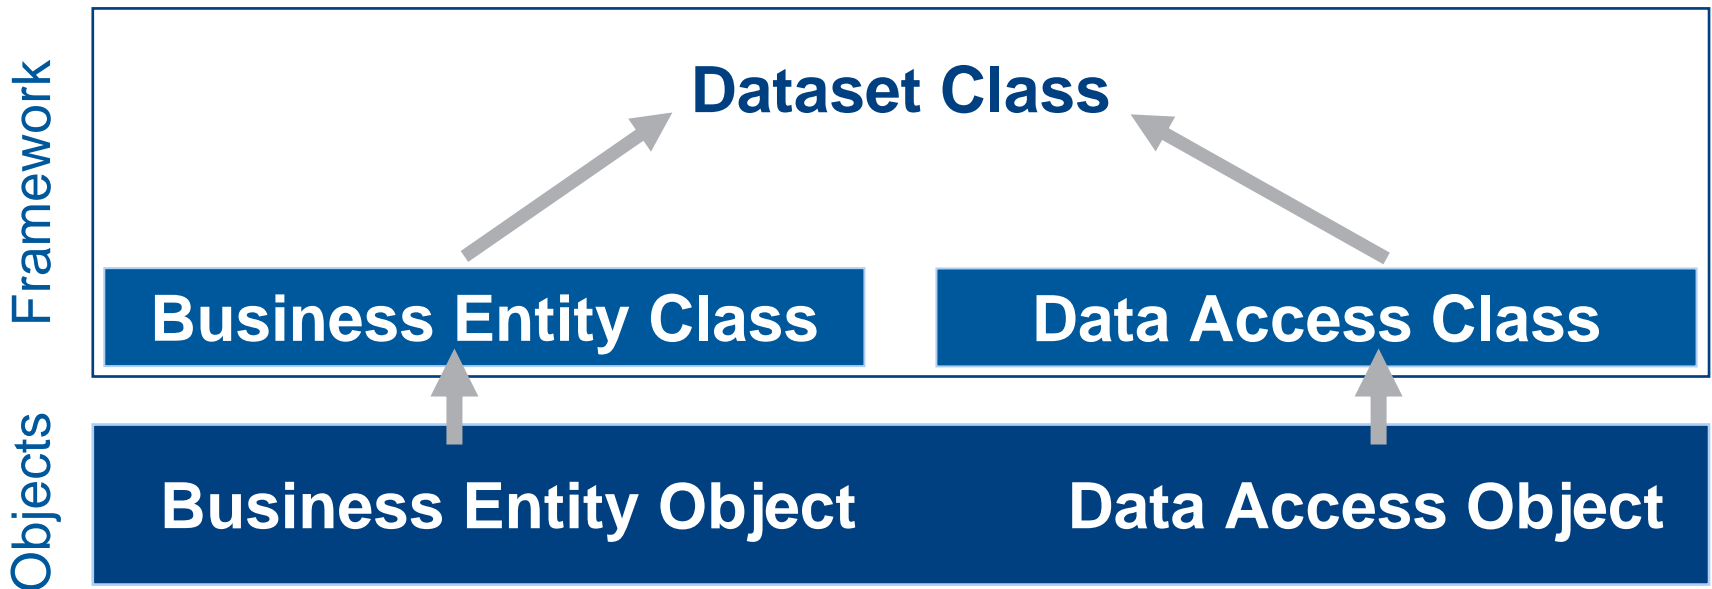 Framework
Dataset Class
Business Entity Class
Data Access Class
Objects
Business Entity Object
Data Access Object